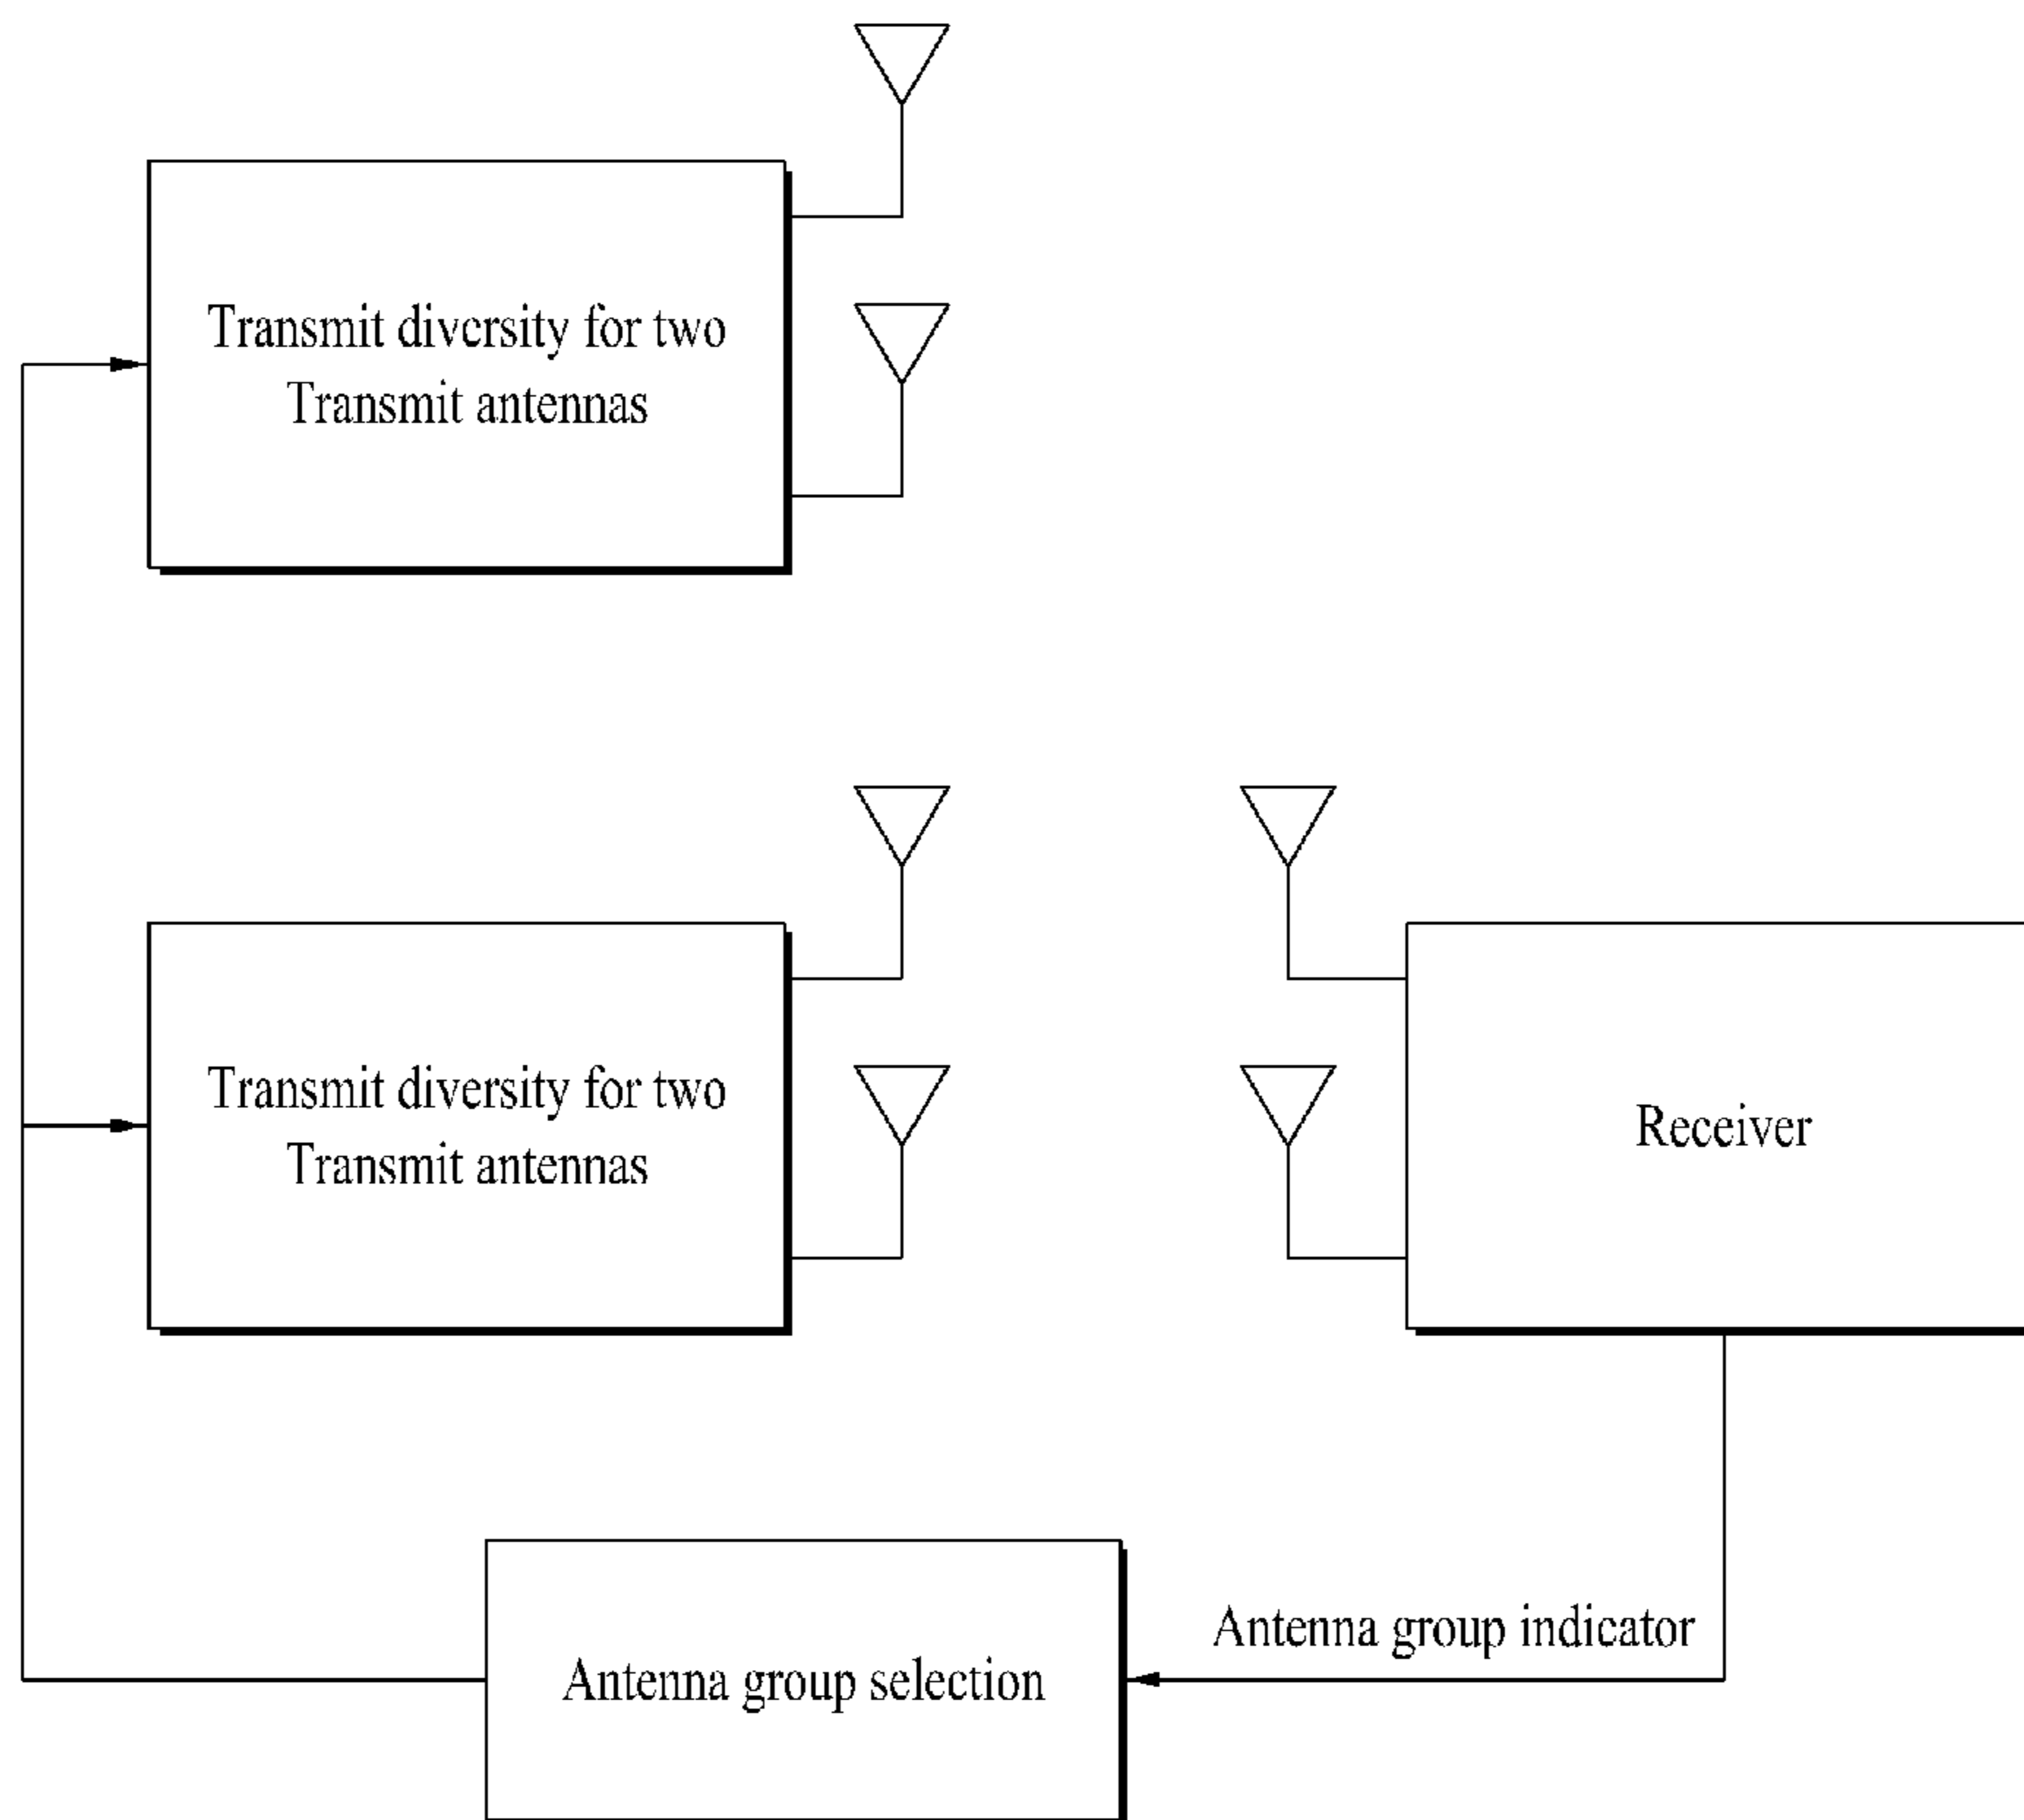 Transmit diversity for two
Transmit antennas
Transmit diversity for two
Transmit antennas
Receiver
Antenna group indicator
Antenna group selection